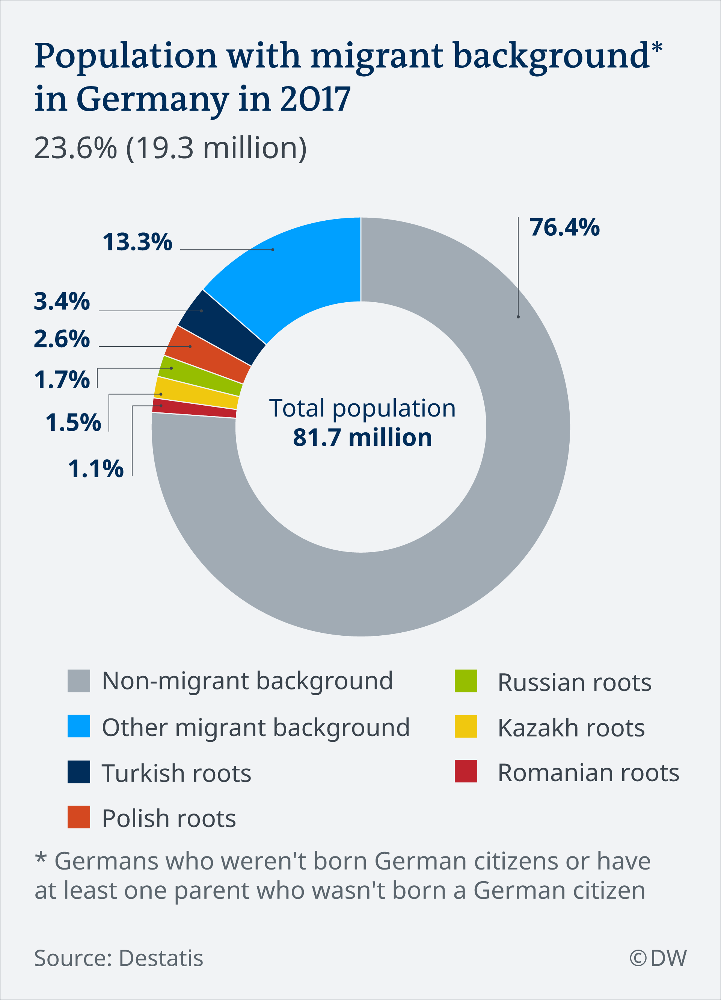 Population with migrant background*
in Germany in 2017
23.6% (19.3 million)
76.4%
13.3%
3.4%
2.6%
1.7%
1.5%
1.1%
Total population
81.7 million
Non-migrant background
Other migrant background
Turkish roots
Polish roots
Russian roots
Kazakh roots
Romanian roots
* Germans who weren't born German citizens or have
at least one parent who wasn't born a German citizen
Source: Destatis
© DW